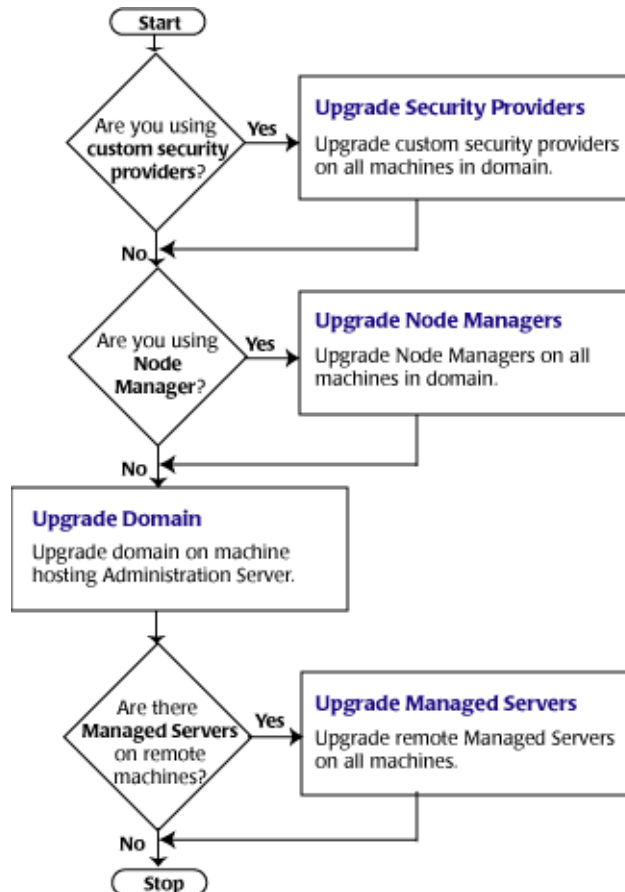 Start
Are you using
custom security
providers?
Yes
Upgrade Security Providers
Upgrade custom security providers
on all machines in domain.
No
Are you using
Node
Manager?
Yes
Upgrade Node Managers
Upgrade Node Managers on all
machines in domain.
No
Upgrade Domain
Upgrade domain on machine
hosting Administration Server.
Are there
Managed Servers
on remote
machines?
Yes
Upgrade Managed Servers
Upgrade remote Managed Servers
on all machines.
No
Stop